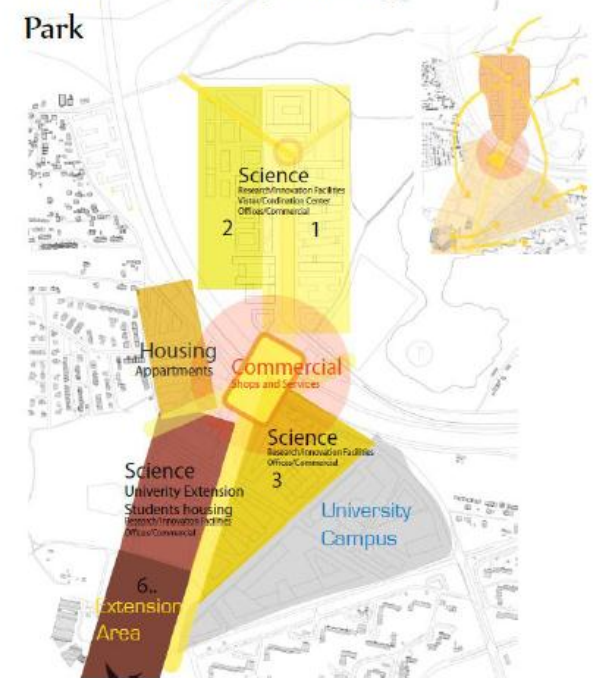 Park
Science
Research/Innovation Facilities
Visitor/Cordination Center
Offices/Commercial
2
1
Housing
Appartments
Commercial
Shops and Services
Science
Research/Innovation Facilities
Offices/Commercial
3
Science
Univerity Extension
Students housing
Research/Innovation Facilities
Offices/Commercial
University
Campus
6..
Extension
Area